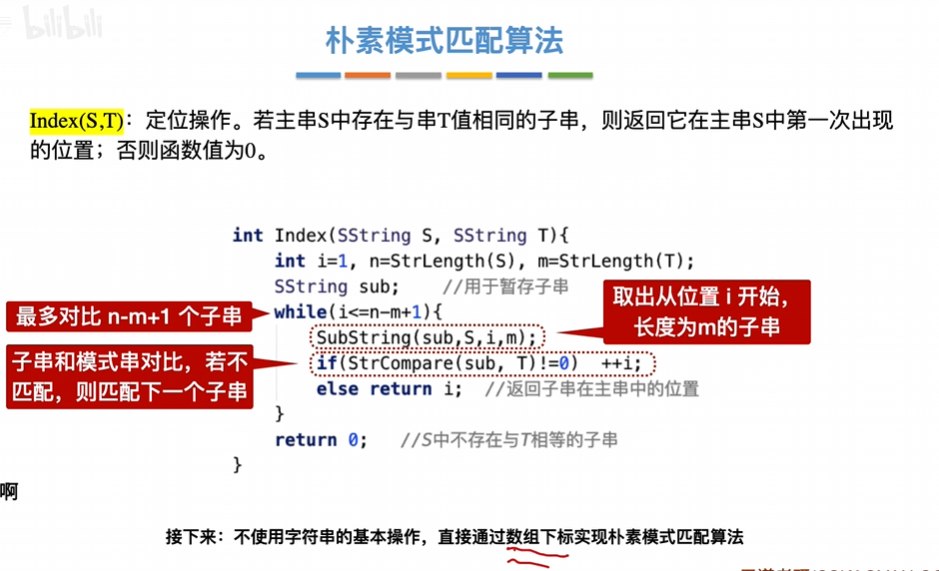 bilibili
朴素模式匹配算法
Index(S,T)：定位操作。若主串S中存在与串T值相同的子串，则返回它在主串S中第一次出现
的位置；否则函数值为0。
int Index(SString S, SString T){
int i=1, n=StrLength(S), m=StrLength(T);
SString sub; //用于暂存子串
最多对比 n-m+1 个子串
while(i<=n-m+1){
取出从位置 i 开始，
长度为m的子串
SubString(sub,S,i,m);
子串和模式串对比，若不
匹配，则匹配下一个子串
if(StrCompare(sub, T)!=0) ++i;
else return i; //返回子串在主串中的位置
}
return 0; //S中不存在与T相等的子串
}
啊
接下来：不使用字符串的基本操作，直接通过数组下标实现朴素模式匹配算法